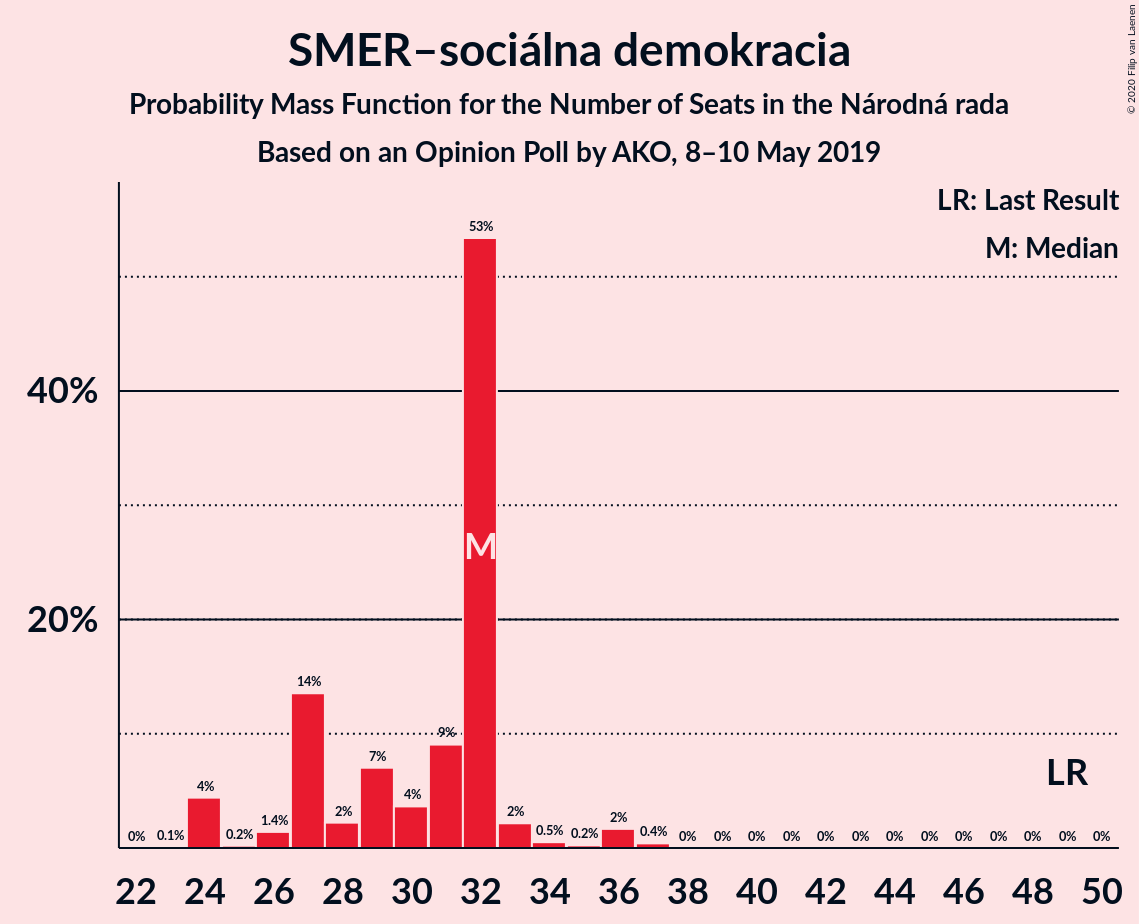 SMER–sociálna demokracia
Probability Mass Function for the Number of Seats in the Národná rada
Based on an Opinion Poll by AKO, 8–10 May 2019
© 2020 Filip van Laenen
LR: Last Result
M: Median
53%
40%
M
20%
14%
9%
7%
LR
4%
4%
2%
2%
2%
1.4%
0% 0.1% 0.2% 0.5% 0.2% 0.4% 0% 0% 0% 0% 0% 0% 0% 0% 0% 0% 0% 0% 0%
22 24 26 28 30 32 34 36 38 40 42 44 46 48 50